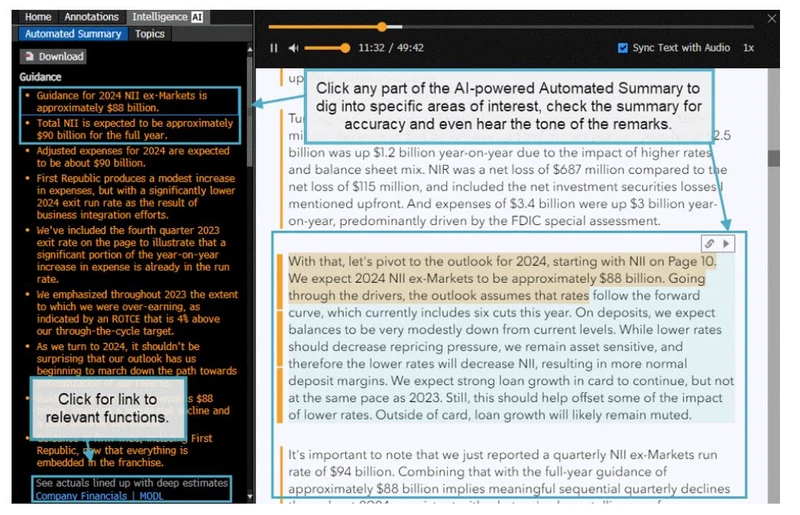 Home Annotations Intelligence AI
Automated Summary Topics
Download
Guidance
• Guidance for 2024 NII ex-Markets is
approximately $88 billion.
• Total NII is expected to be approximately
$90 billion for the full year.
• Adjusted expenses for 2024 are expected
to be about $90 billion.
• First Republic produces a modest increase
in expenses, but with a significantly lower
2024 exit run rate as the result of
business integration efforts.
• We've included the fourth quarter 2023
exit rate on the page to illustrate that a
significant portion of the year-on-year
increase in expense is already in the run
rate.
• We emphasized throughout 2023 the extent
to which we were over-earning, as
indicated by an ROTCE that is 4% above
our through-the-cycle target.
• As we turn to 2024, it shouldn't be
surprising that our outlook has us
beginning to march down the path towards
$88
decline and
First
Republic, now that everything is
embedded in the franchise.
Click for link to
relevant functions.
See actuals lined up with deep estimates
Company Financials | MODL
11:32 / 49:42
Sync Text with Audio 1x
up
Click any part of the AI-powered Automated Summary to
dig into specific areas of interest, check the summary for
accuracy and even hear the tone of the remarks.
2.5
billion was up $1.2 billion year-on-year due to the impact of higher rates
and balance sheet mix. NIR was a net loss of $687 million compared to the
net loss of $115 million, and included the net investment securities losses I
mentioned upfront. And expenses of $3.4 billion were up $3 billion year-
on-year, predominantly driven by the FDIC special assessment.
With that, let's pivot to the outlook for 2024, starting with NII on Page 10.
We expect 2024 NII ex-Markets to be approximately $88 billion. Going
through the drivers, the outlook assumes that rates follow the forward
curve, which currently includes six cuts this year. On deposits, we expect
balances to be very modestly down from current levels. While lower rates
should decrease repricing pressure, we remain asset sensitive, and
therefore the lower rates will decrease NII, resulting in more normal
deposit margins. We expect strong loan growth in card to continue, but not
at the same pace as 2023. Still, this should help offset some of the impact
of lower rates. Outside of card, loan growth will likely remain muted.
It's important to note that we just reported a quarterly NII ex-Markets run
rate of $94 billion. Combining that with the full-year guidance of
approximately $88 billion implies meaningful sequential quarterly declines